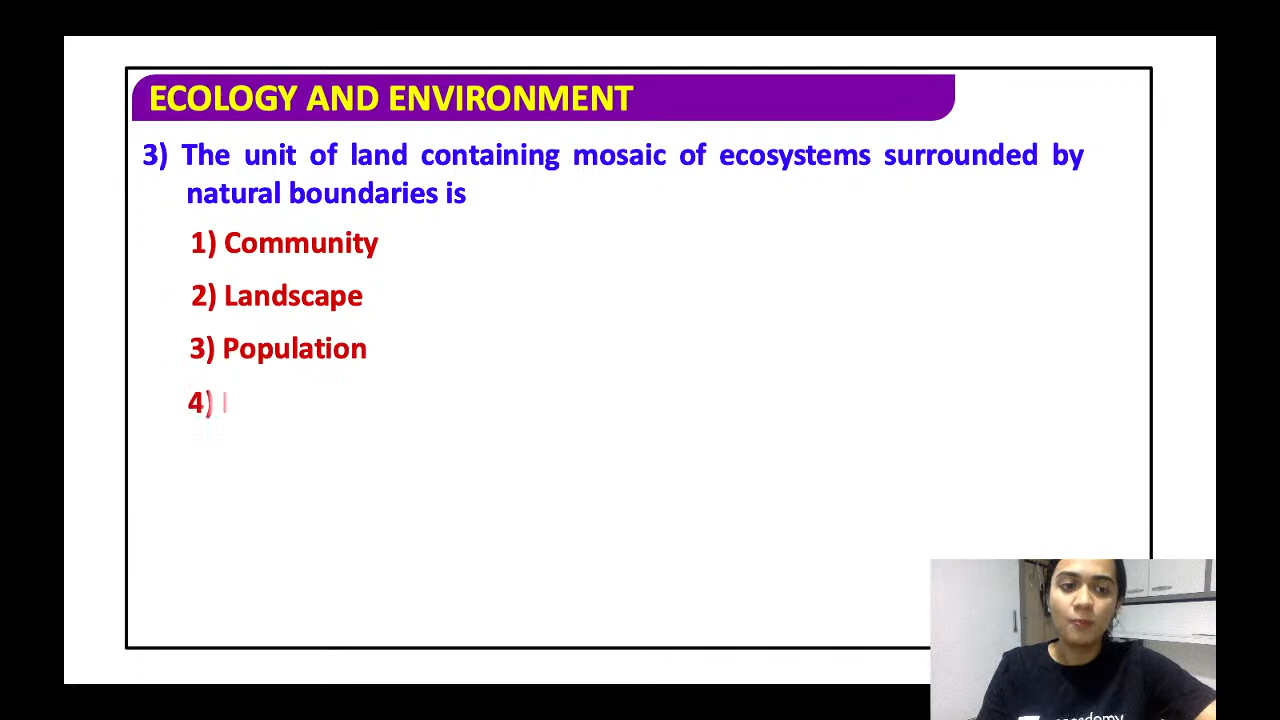 ECOLOGY AND ENVIRONMENT
3) The unit of land containing mosaic of ecosystems surrounded by
natural boundaries is
1) Community
2) Landscape
3) Population
4)